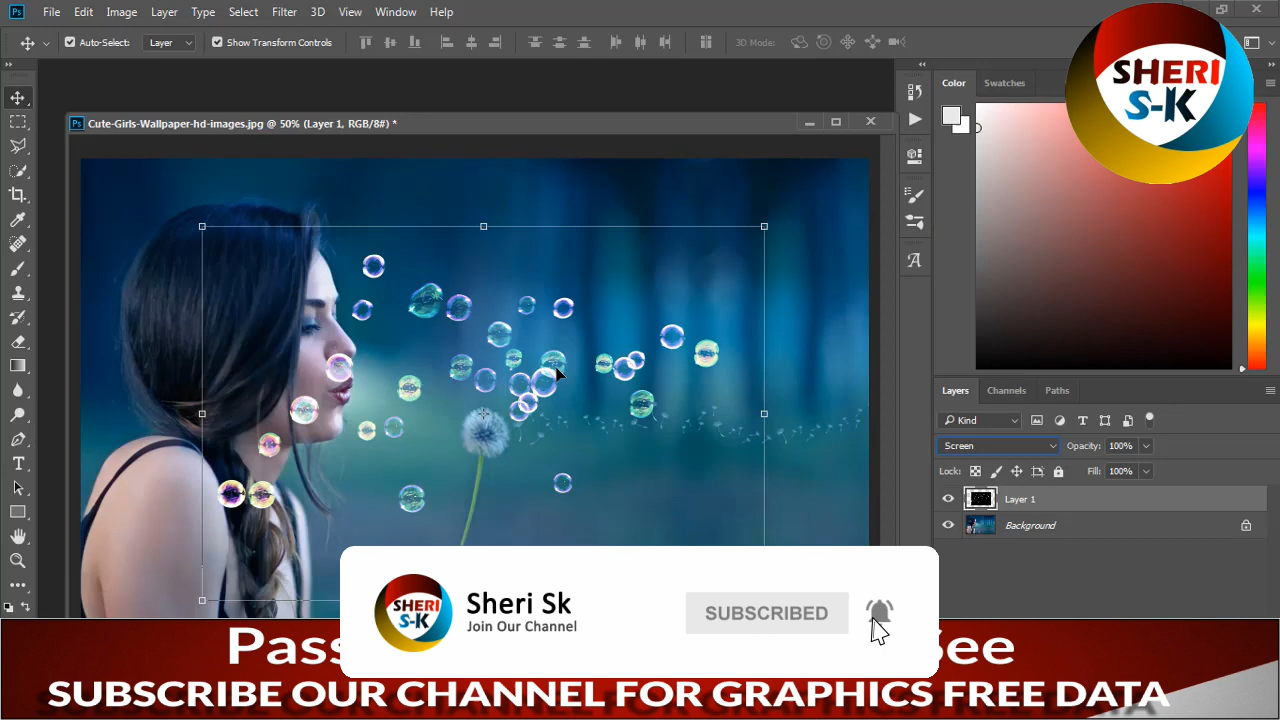 Ps File Edit Image Layer Type Select Filter 3D View Window Help
Auto-Select: Layer Show Transform Controls 3D Mode:
SHERI
S-K
Color Swatches
Ps Cute-Girls-Wallpaper-hd-images.jpg @ 50% (Layer 1, RGB/8#) *
Layers Channels Paths
Kind
Screen Opacity: 100%
Lock: Fill: 100%
Layer 1
Background
SHERI
S-K
Sheri Sk
Join Our Channel
SUBSCRIBED
Pass See
SUBSCRIBE OUR CHANNEL FOR GRAPHICS FREE DATA